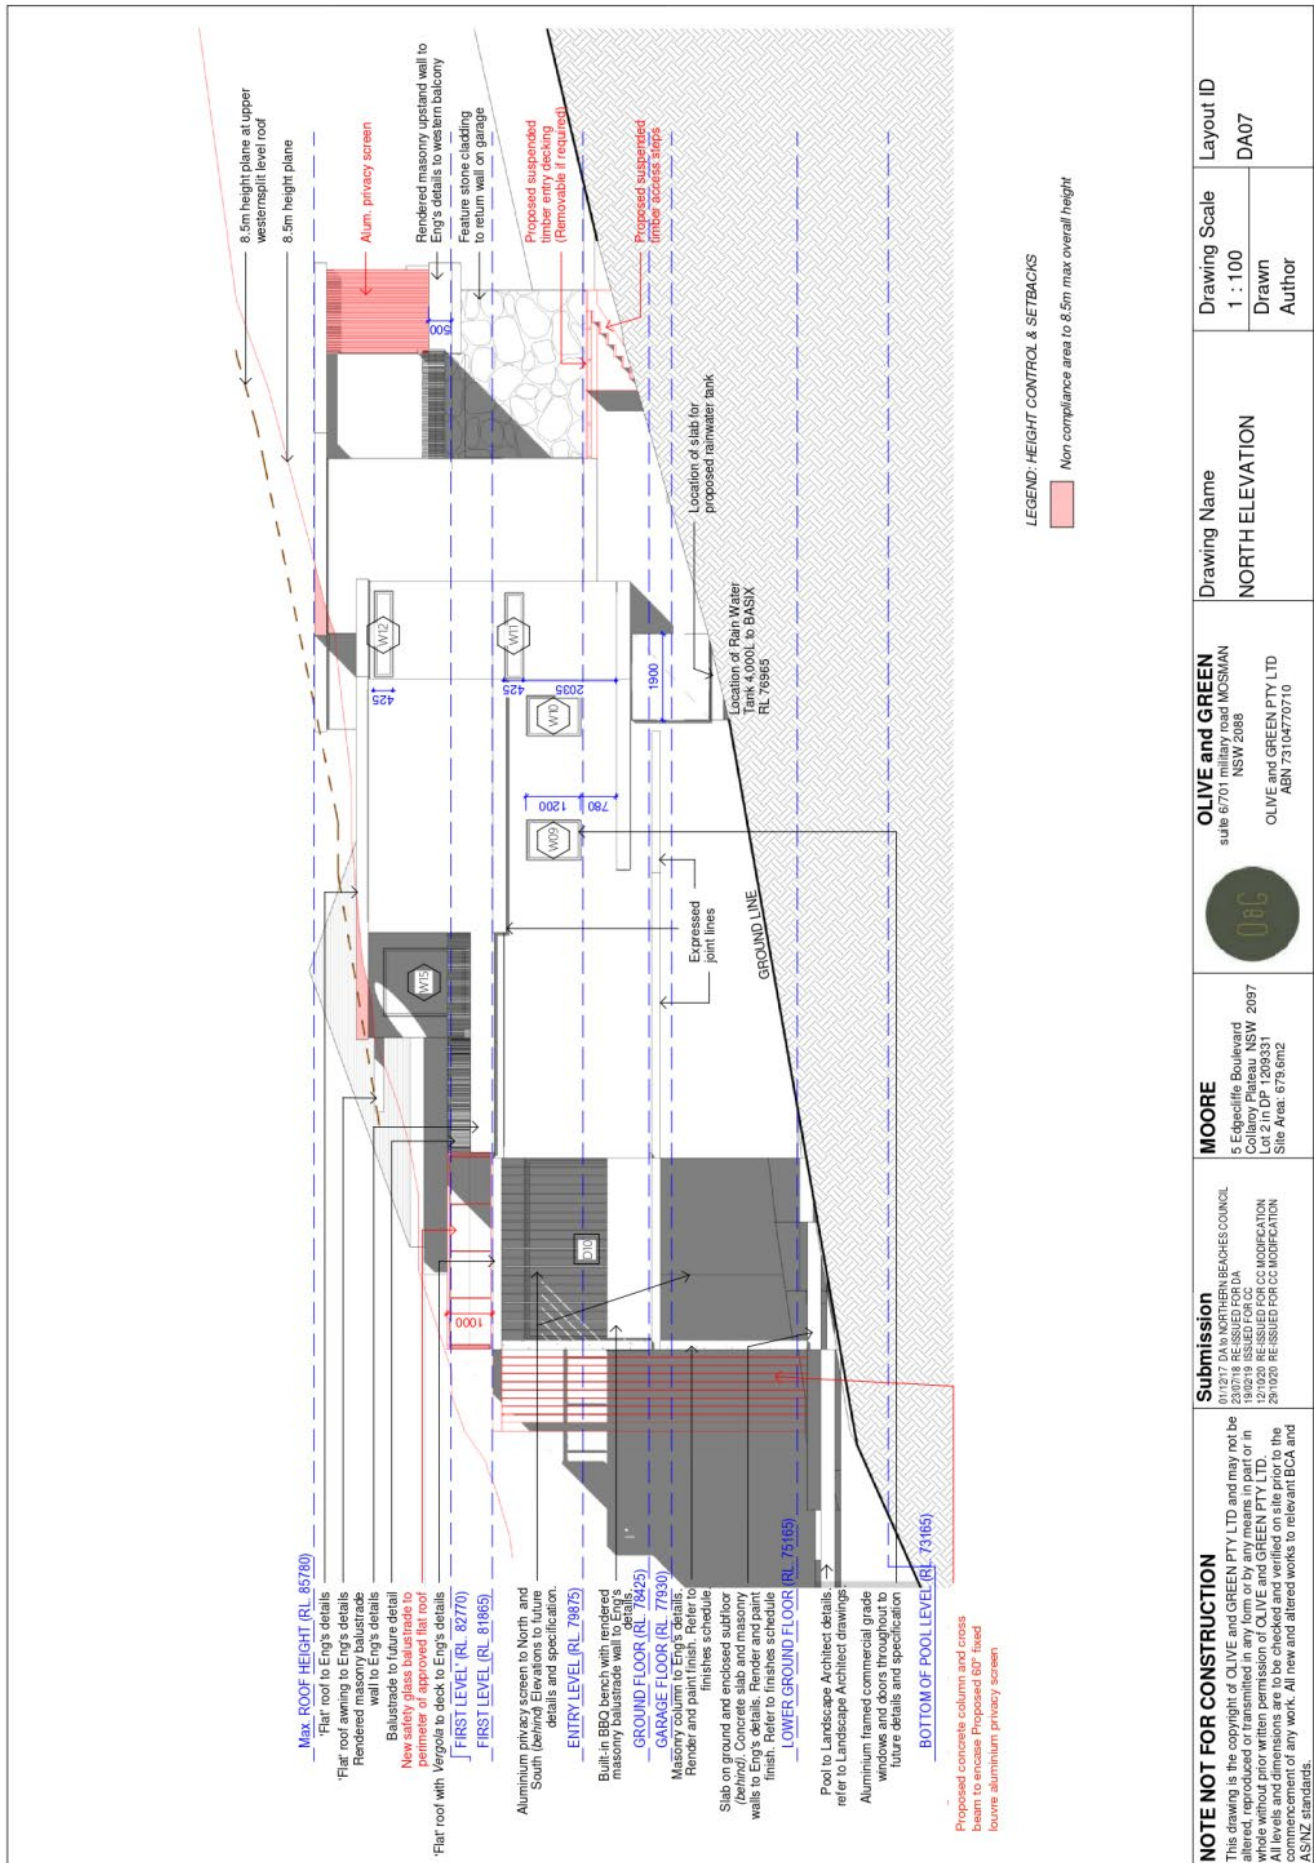 Max. ROOF HEIGHT (RL 85780)
'Flat' roof to Eng's details
'Flat' roof awning to Eng's details
Rendered masonry balustrade
wall to Eng's details
Balustrade to future detail
New safety glass balustrade to
perimeter of approved flat roof
'Flat' roof with Vergola to deck to Eng's details
'FIRST LEVEL' (RL. 82770)
FIRST LEVEL (RL 81865)
Aluminium privacy screen to North and
South (behind) Elevations to future
details and specification.
ENTRY LEVEL (RL 79875)
Built-in BBQ bench with rendered
masonry balustrade wall to Eng's
details.
GROUND FLOOR (RL. 78425)
GARAGE FLOOR (RL. 77930)
Masonry column to Eng's details.
Render and paint finish. Refer to
finishes schedule.
Slab on ground and enclosed subfloor
(behind). Concrete slab and masonry
walls to Eng's details. Render and paint
finish. Refer to finishes schedule
LOWER GROUND FLOOR (RL. 75165)
Pool to Landscape Architect details.
refer to Landscape Architect drawings.
Aluminium framed commercial grade
windows and doors throughout to
future details and specification
BOTTOM OF POOL LEVEL (RL 73165)
Proposed concrete column and cross
beam to encase Proposed 60° fixed
louvre aluminium privacy screen
1000
D10
W15
W09
1200
780
W10
W12
425
W11
425
2035
1900
500
Expressed
joint lines
GROUND LINE
Location of Rain Water
Tank 4,000L to BASIX
RL 76965
Location of slab for
proposed rainwater tank
8.5m height plane at upper
westernsplit level roof
8.5m height plane
Alum. privacy screen
Rendered masonry upstand wall to
Eng's details to western balcony
Feature stone cladding
to return wall on garage
Proposed suspended
timber entry decking
(Removable if required)
Proposed suspended
timber access steps
LEGEND: HEIGHT CONTROL & SETBACKS
Non compliance area to 8.5m max overall height
NOTE NOT FOR CONSTRUCTION
This drawing is the copyright of OLIVE and GREEN PTY LTD and may not be
altered, reproduced or transmitted in any form or by any means in part or in
whole without prior written permission of OLIVE and GREEN PTY LTD.
All levels and dimensions are to be checked and verified on site prior to the
commencement of any work. All new and altered works to relevant BCA and
AS/NZ standards.
Submission
01/12/17 DA to NORTHERN BEACHES COUNCIL
23/07/18 RE-ISSUED FOR DA
19/02/19 ISSUED FOR CC
12/10/20 RE-ISSUED FOR CC MODIFICATION
29/10/20 RE-ISSUED FOR CC MODIFICATION
MOORE
5 Edgecliffe Boulevard
Collaroy Plateau NSW 2097
Lot 2 in DP 1209331
Site Area: 679.6m2
O&G
OLIVE and GREEN
suite 6/701 military road MOSMAN
NSW 2088
OLIVE and GREEN PTY LTD
ABN 73104770710
Drawing Name
NORTH ELEVATION
Drawing Scale
1 : 100
Drawn
Author
Layout ID
DA07